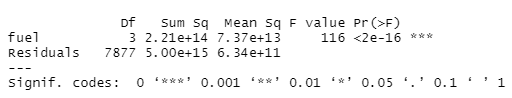 Df Sum Sq Mean Sq F value Pr(>F)
fuel 3 2.21e+14 7.37e+13 116 <2e-16 ***
Residuals 7877 5.00e+15 6.34e+11
---
Signif. codes: 0 ‘***’ 0.001 ‘**’ 0.01 ‘*’ 0.05 ‘.’ 0.1 ‘ ’ 1